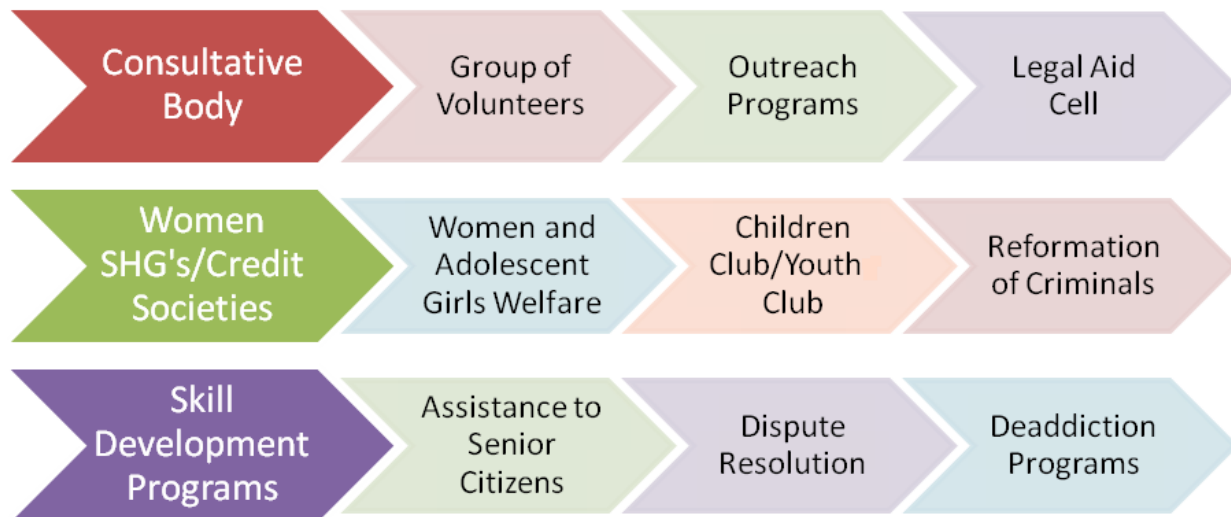 Consultative
Body
Group of
Volunteers
Outreach
Programs
Legal Aid
Cell
Women
SHG's/Credit
Societies
Women and
Adolescent
Girls Welfare
Children
Club/Youth
Club
Reformation
of Criminals
Skill
Development
Programs
Assistance to
Senior
Citizens
Dispute
Resolution
Deaddiction
Programs